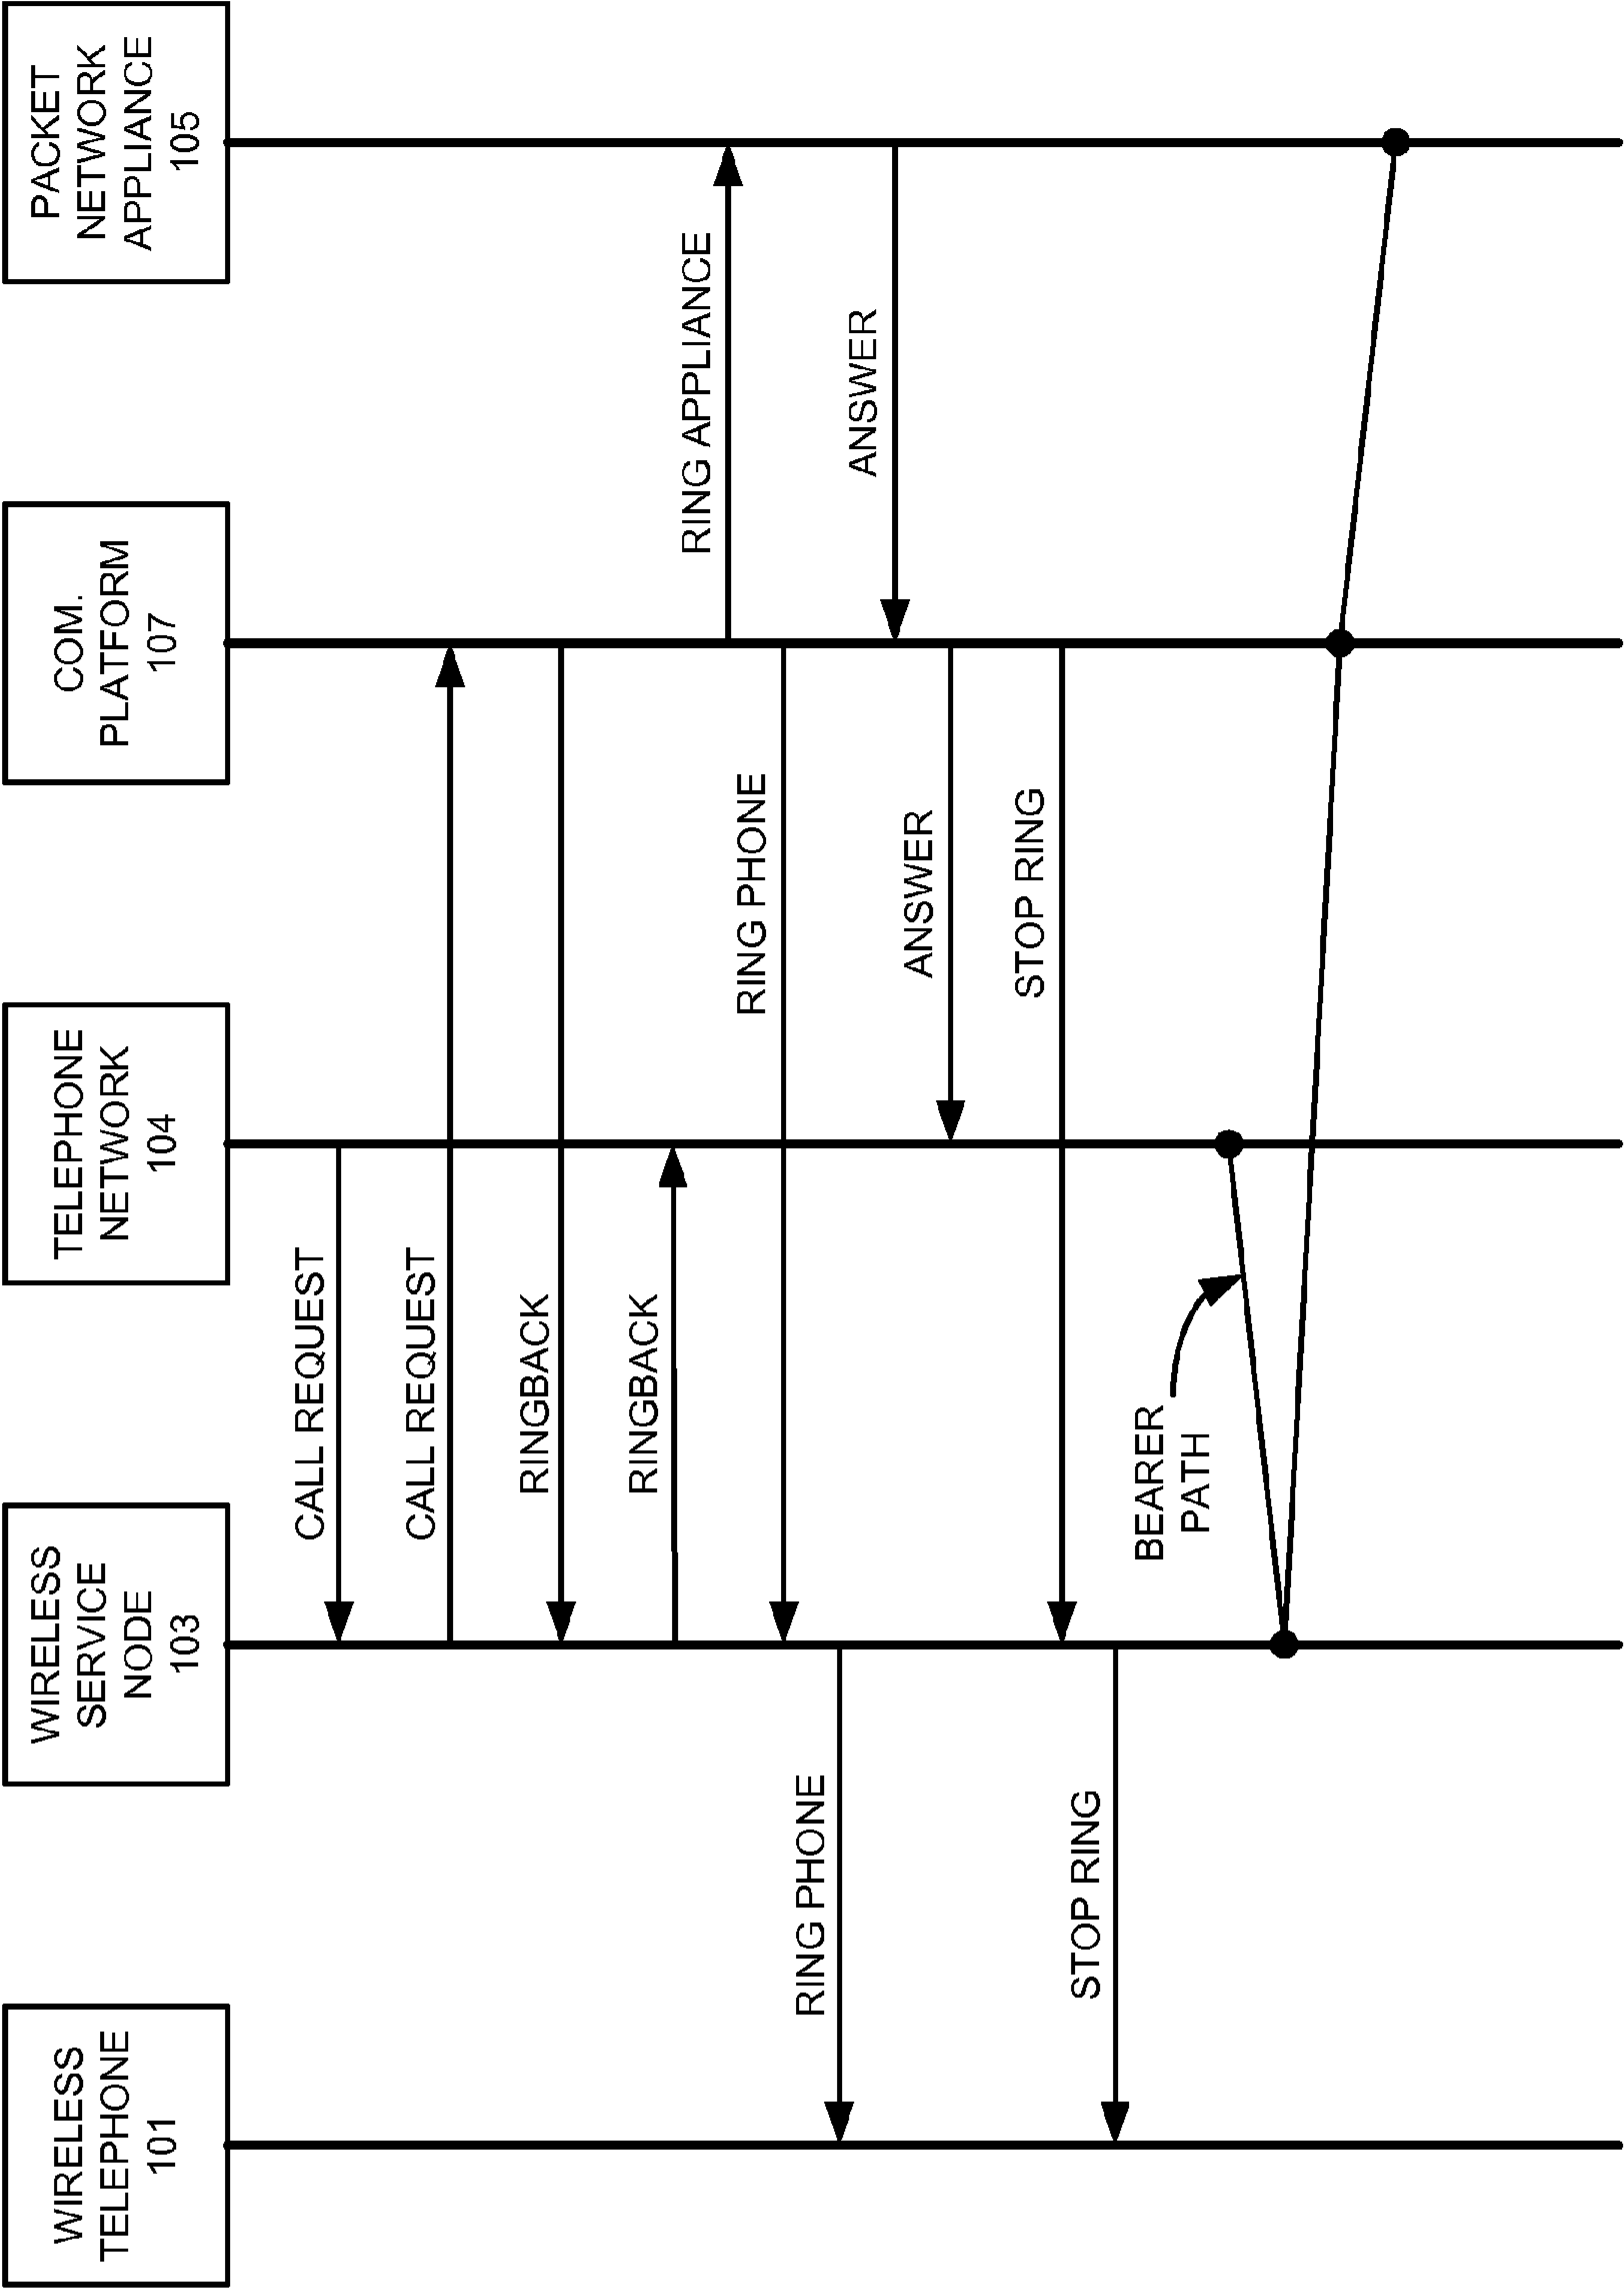 WIRELESS
TELEPHONE
101
WIRELESS
SERVICE
NODE
103
TELEPHONE
NETWORK
104
COM.
PLATFORM
107
PACKET
NETWORK
APPLIANCE
105
CALL REQUEST
CALL REQUEST
RINGBACK
RINGBACK
RING APPLIANCE
RING PHONE
RING PHONE
ANSWER
ANSWER
STOP RING
STOP RING
BEARER
PATH